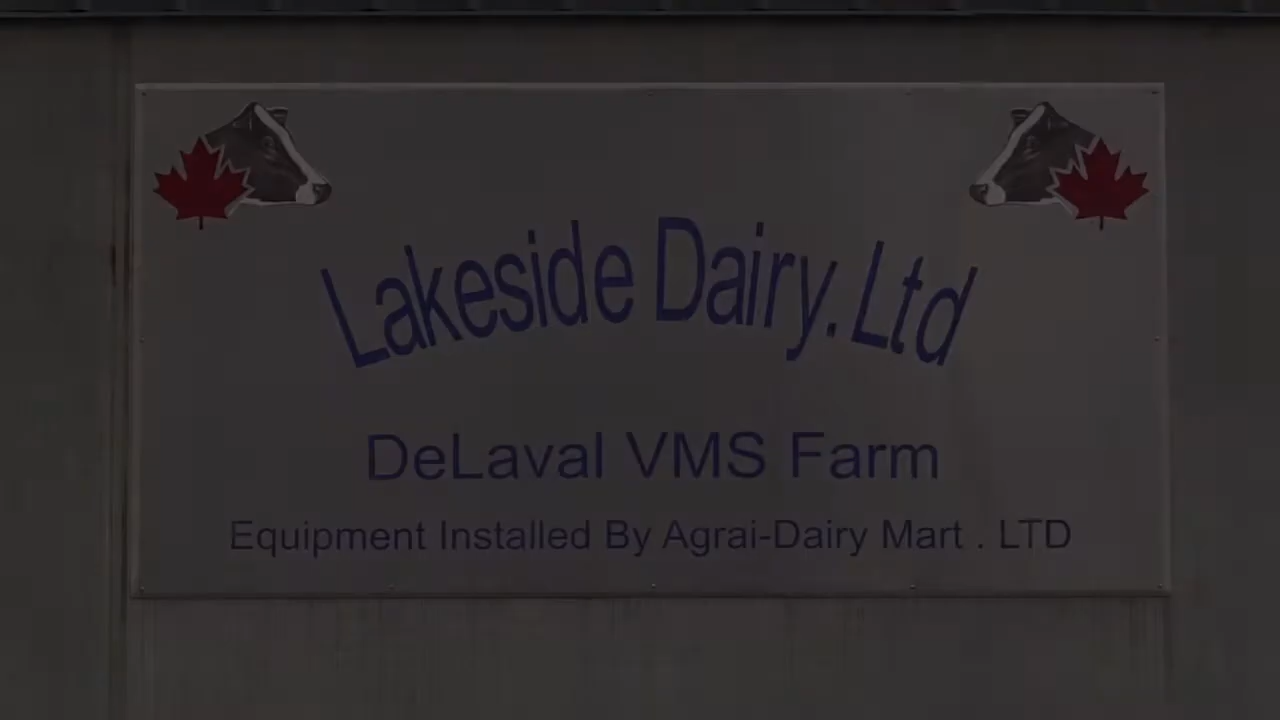 Lakeside Dairy. Ltd
DeLaval VMS Farm
Equipment Installed By Agrai-Dairy Mart . LTD